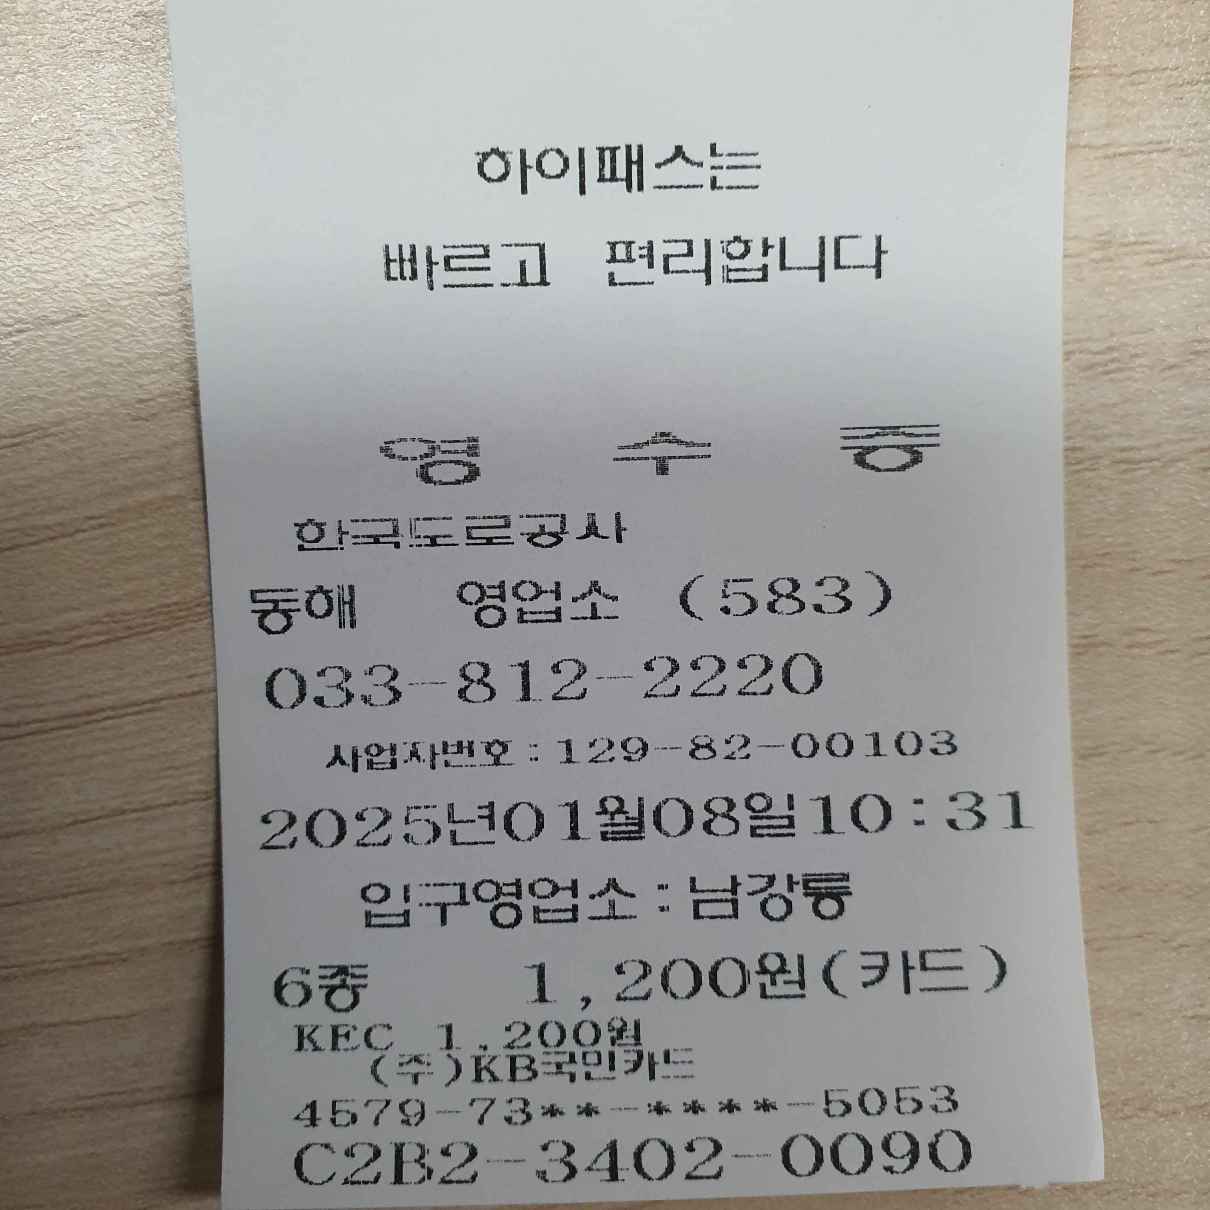 하이패스는
빠르고 편리합니다
영 수 증
한국도로공사
동해 영업소 (583)
033-812-2220
사업자번호:129-82-00103
2025년01월08일10:31
입구영업소:남강릉
6종 1,200원(카드)
KEC 1,200원
(주)KB국민카드
4579-73**-****-5053
C2B2-3402-0090